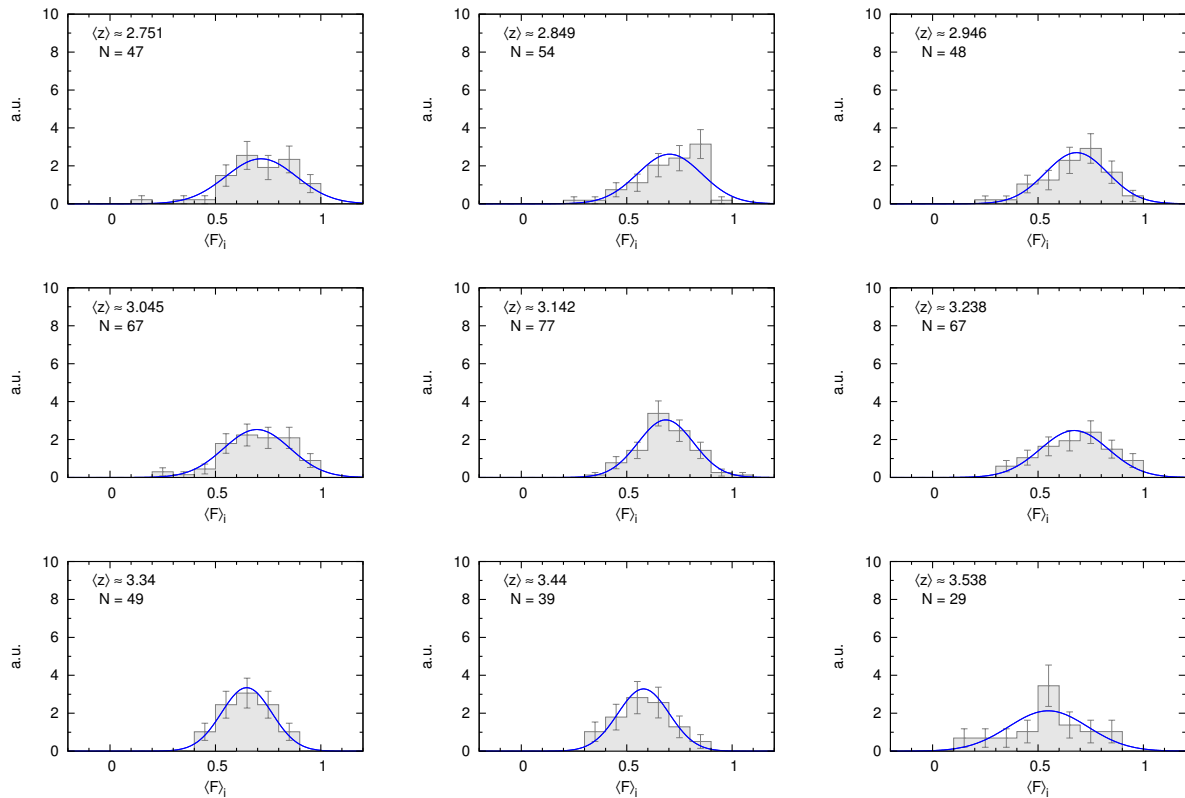 ⟨z⟩ ≈ 2.751
N = 47
a.u.
10
8
6
4
2
0
0
0.5
1
⟨F⟩i
⟨z⟩ ≈ 2.849
N = 54
a.u.
10
8
6
4
2
0
0
0.5
1
⟨F⟩i
⟨z⟩ ≈ 2.946
N = 48
a.u.
10
8
6
4
2
0
0
0.5
1
⟨F⟩i
⟨z⟩ ≈ 3.045
N = 67
a.u.
10
8
6
4
2
0
0
0.5
1
⟨F⟩i
⟨z⟩ ≈ 3.142
N = 77
a.u.
10
8
6
4
2
0
0
0.5
1
⟨F⟩i
⟨z⟩ ≈ 3.238
N = 67
a.u.
10
8
6
4
2
0
0
0.5
1
⟨F⟩i
⟨z⟩ ≈ 3.34
N = 49
a.u.
10
8
6
4
2
0
0
0.5
1
⟨F⟩i
⟨z⟩ ≈ 3.44
N = 39
a.u.
10
8
6
4
2
0
0
0.5
1
⟨F⟩i
⟨z⟩ ≈ 3.538
N = 29
a.u.
10
8
6
4
2
0
0
0.5
1
⟨F⟩i